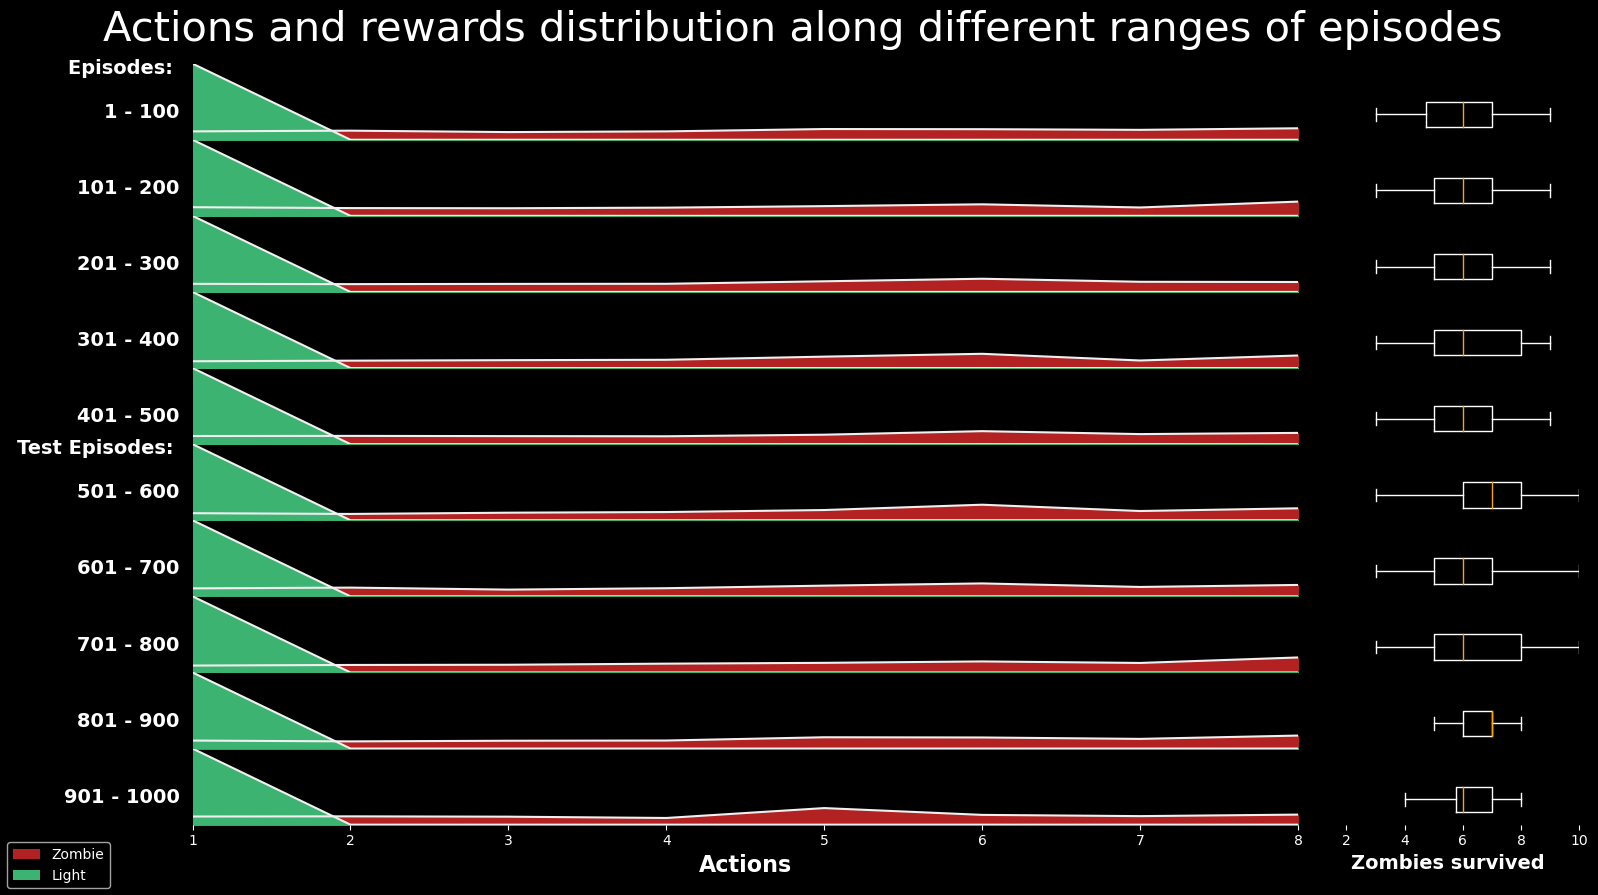 Actions and rewards distribution along different ranges of episodes
Episodes:
1 - 100
101 - 200
201 - 300
301 - 400
401 - 500
Test Episodes:
501 - 600
601 - 700
701 - 800
801 - 900
901 - 1000
1 2 3 4 5 6 7 8
2 4 6 8 10
Actions
Zombies survived
Zombie
Light